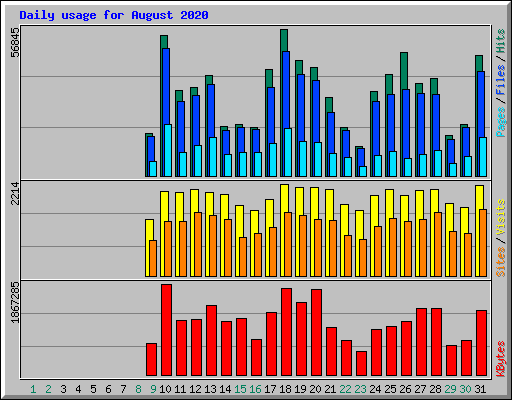 Daily usage for August 2020
56845
2214
1867285
Pages / Files / Hits
Sites / Visits
KBytes
1 2 3 4 5 6 7 8 9 10 11 12 13 14 15 16 17 18 19 20 21 22 23 24 25 26 27 28 29 30 31